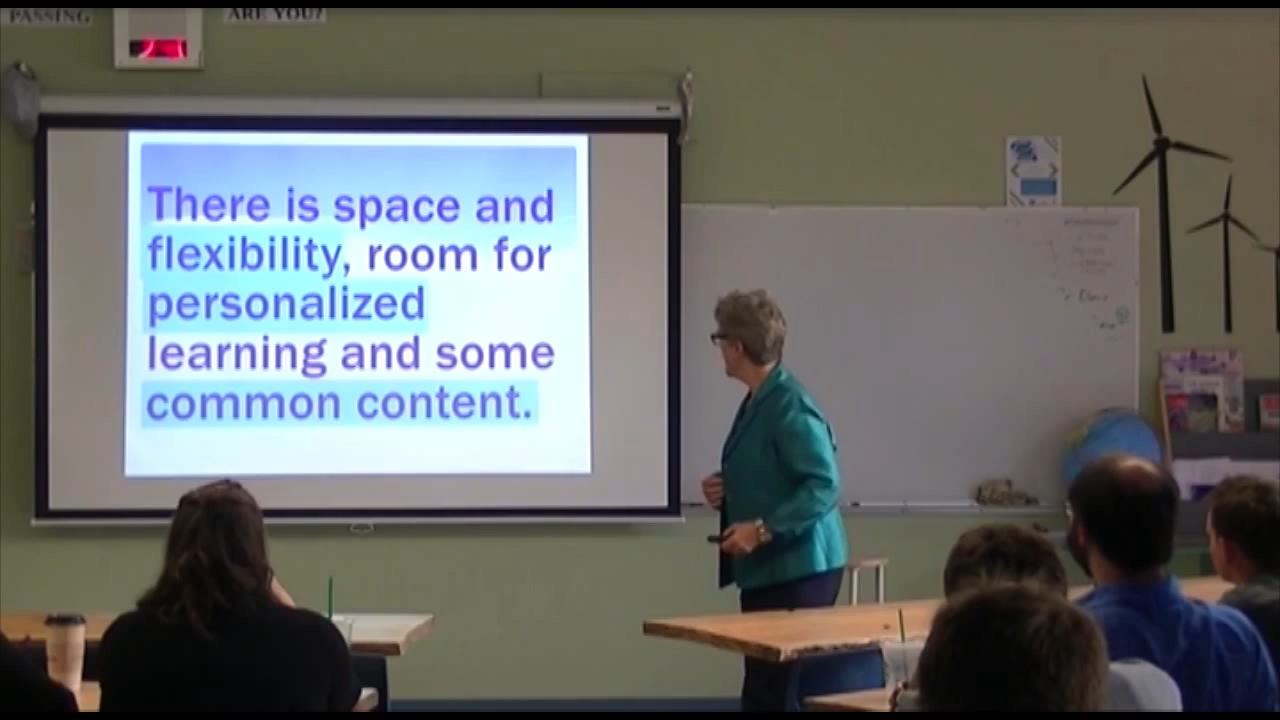 PASSING
ARE YOU?
There is space and
flexibility, room for
personalized
learning and some
common content.